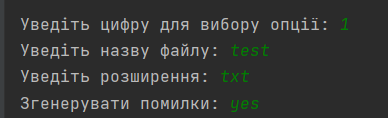 Уведіть цифру для вибору опції: 1
Уведіть назву файлу: test
Уведіть розширення: txt
Згенерувати помилки: yes